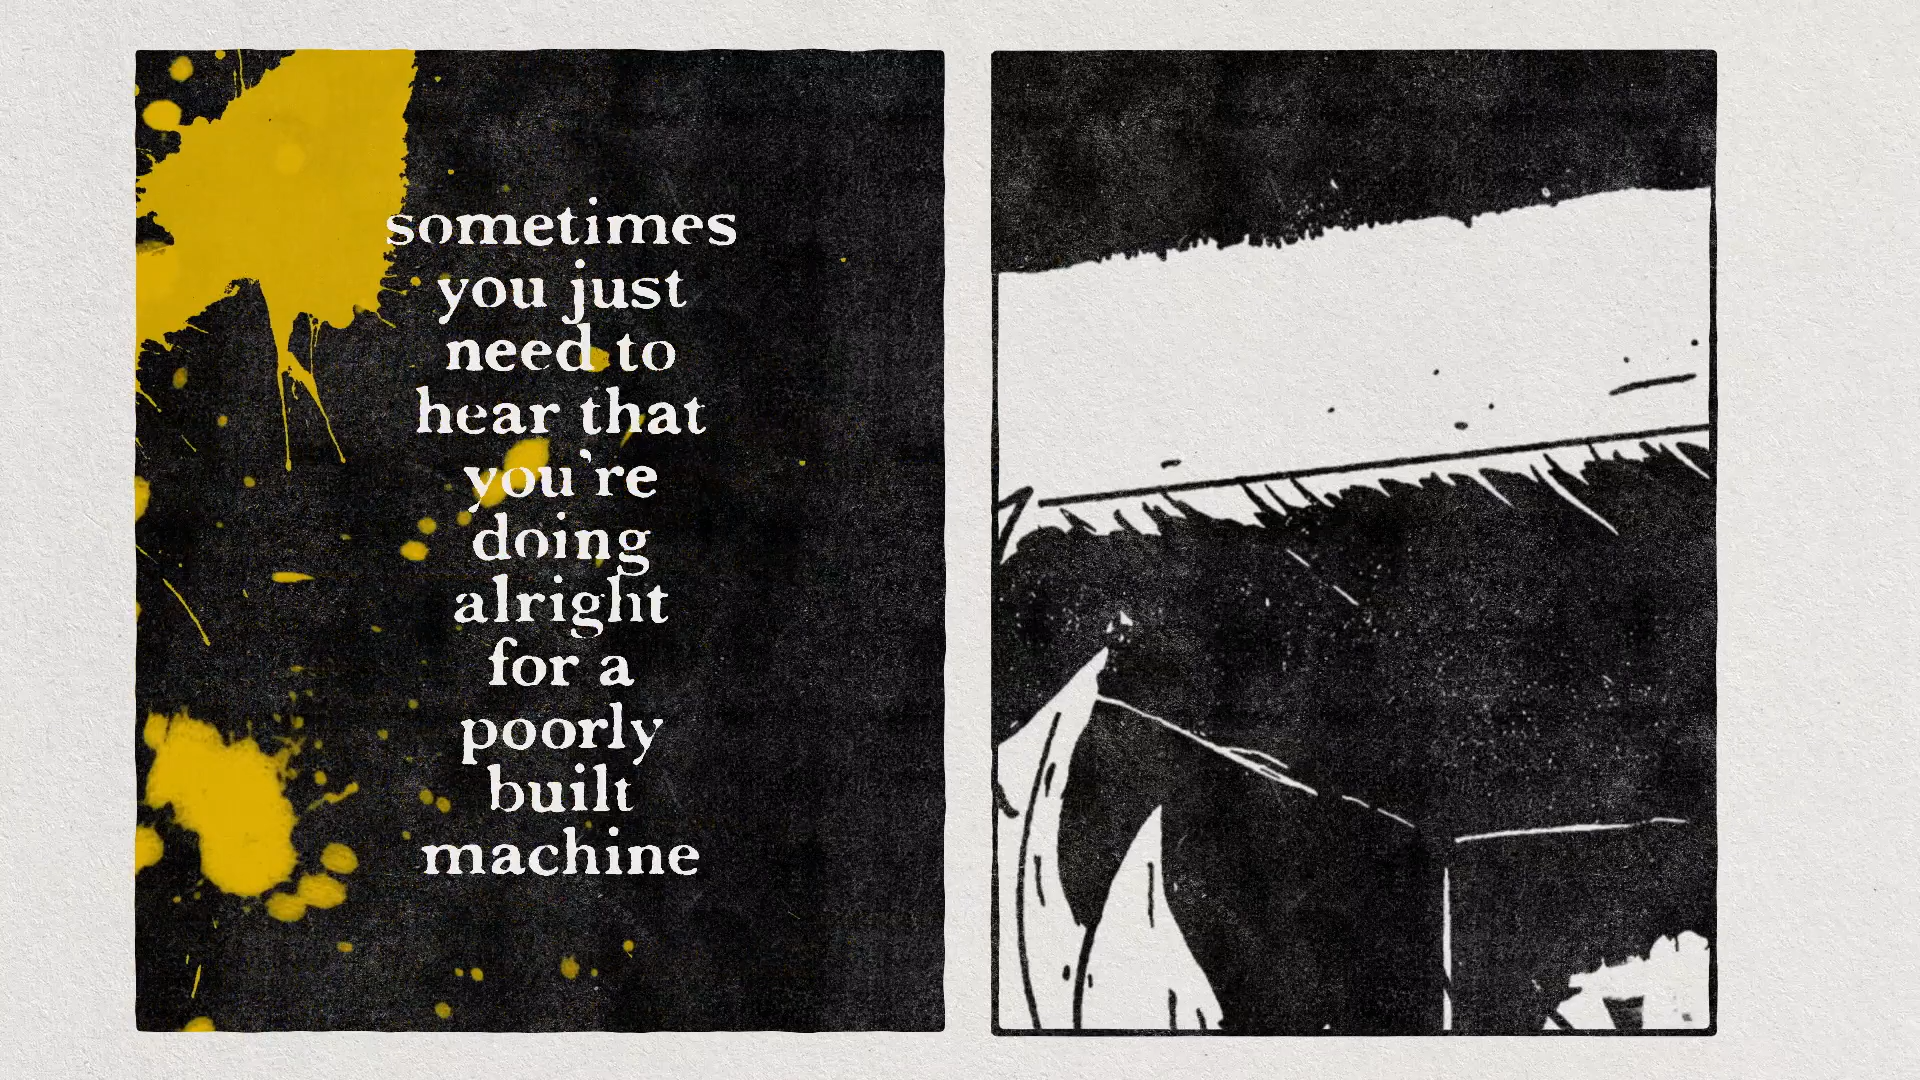 sometimes
you just
need to
hear that
you're
doing
alright
for a
poorly
built
machine